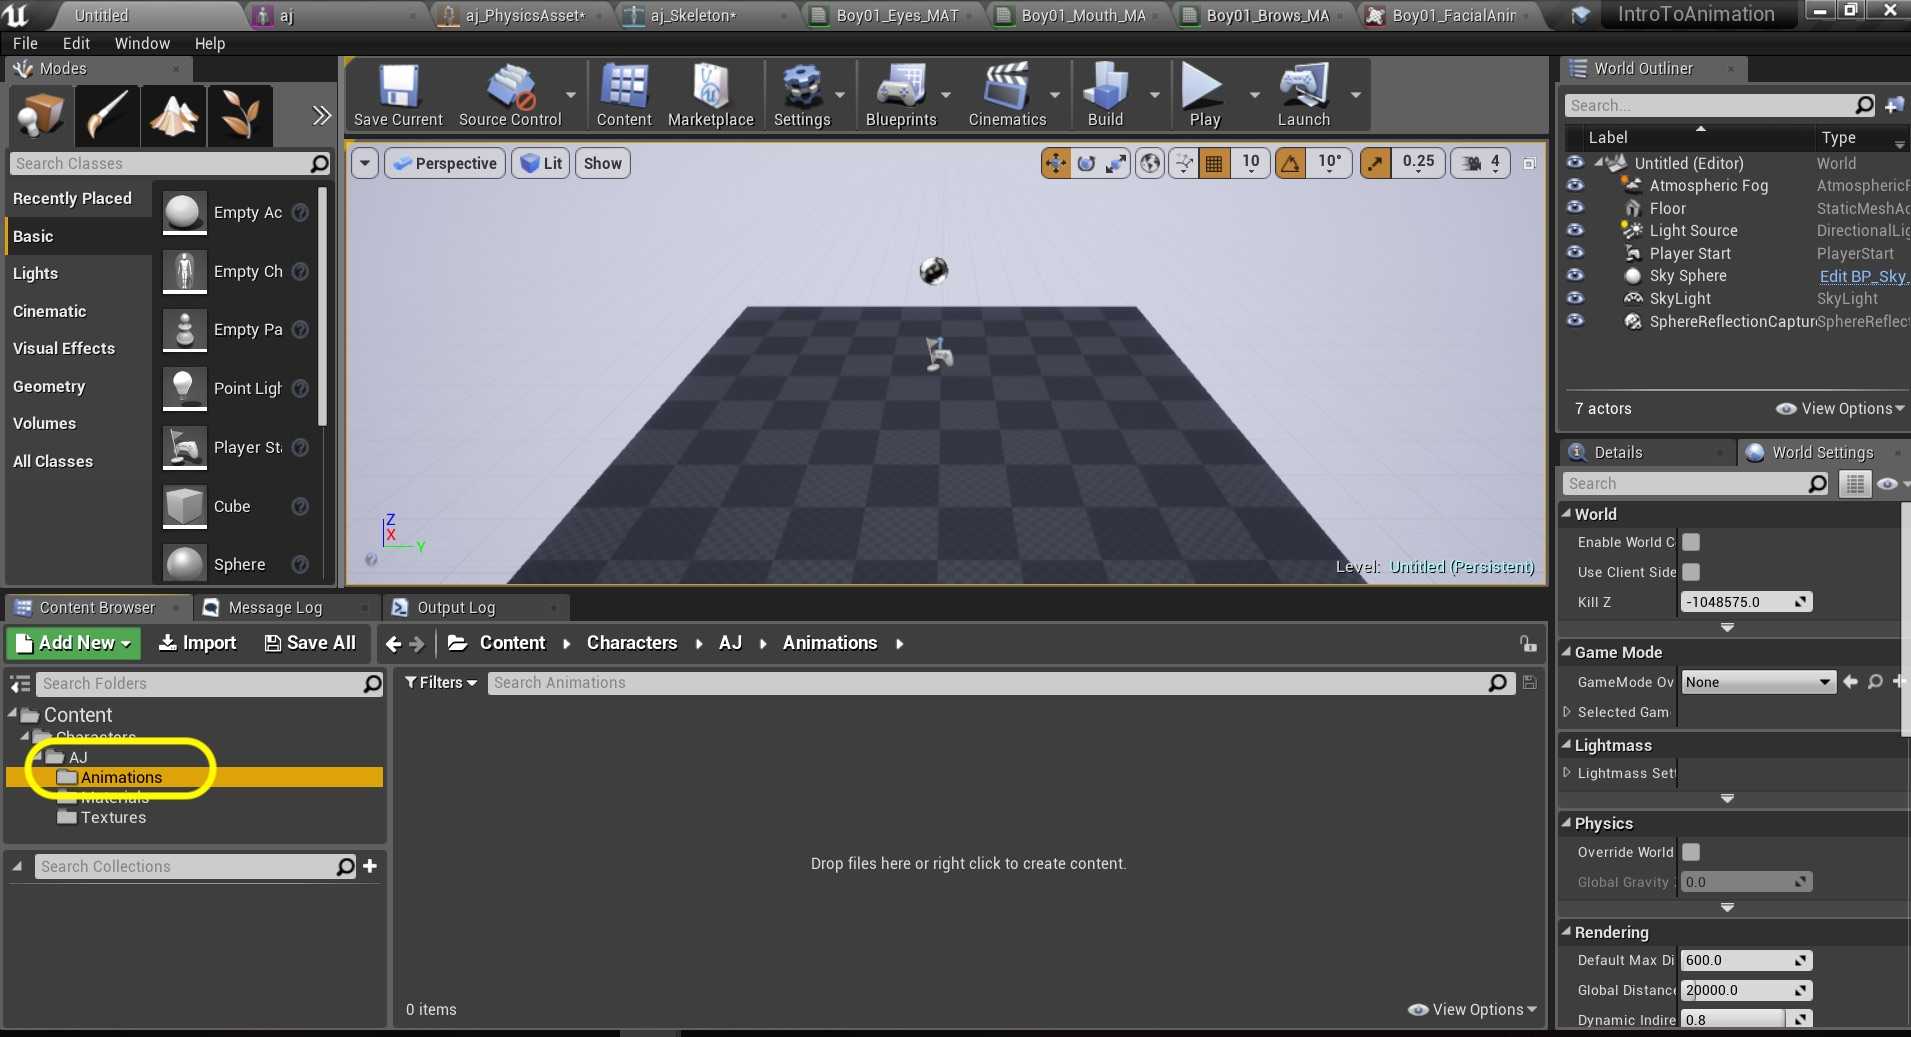 Untitled
aj
aj_PhysicsAsset*
aj_Skeleton*
Boy01_Eyes_MAT
Boy01_Mouth_MA
Boy01_Brows_MA
Boy01_FacialAnir
IntroToAnimation
File Edit Window Help
Modes
Save Current
Source Control
Content
Marketplace
Settings
Blueprints
Cinematics
Build
Play
Launch
Search Classes
Recently Placed
Basic
Lights
Cinematic
Visual Effects
Geometry
Volumes
All Classes
Empty Ac
Empty Ch
Empty Pa
Point Ligh
Player Sta
Cube
Sphere
Perspective
Lit
Show
10
10°
0.25
4
Z
X
Y
Level: Untitled (Persistent)
World Outliner
Search...
Label Type
Untitled (Editor) World
Atmospheric Fog AtmosphericF
Floor StaticMeshAc
Light Source DirectionalLig
Player Start PlayerStart
Sky Sphere Edit BP_Sky_
SkyLight SkyLight
SphereReflectionCaptur SphereReflect
7 actors
View Options
Details
World Settings
Search
World
Enable World C
Use Client Side
Kill Z -1048575.0
Game Mode
GameMode Ov None
Selected Gam
Lightmass
Lightmass Set
Physics
Override World
Global Gravity Z 0.0
Rendering
Default Max Di 600.0
Global Distance 20000.0
Dynamic Indire 0.8
Content Browser
Message Log
Output Log
Add New
Import
Save All
Content
Characters
AJ
Animations
Search Folders
Filters
Search Animations
Content
Characters
AJ
Animations
Materials
Textures
Search Collections
Drop files here or right click to create content.
0 items
View Options